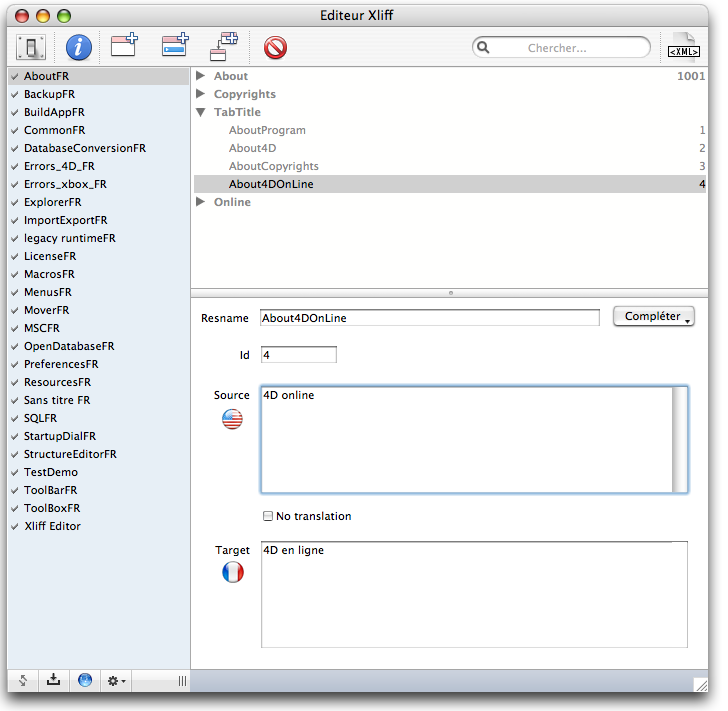 Editeur Xliff
Chercher...
<XML>
AboutFR
BackupFR
BuildAppFR
CommonFR
DatabaseConversionFR
Errors_4D_FR
Errors_xbox_FR
ExplorerFR
ImportExportFR
legacy runtimeFR
LicenseFR
MacrosFR
MenusFR
MoverFR
MSCFR
OpenDatabaseFR
PreferencesFR
ResourcesFR
Sans titre FR
SQLFR
StartupDialFR
StructureEditorFR
TestDemo
ToolBarFR
ToolBoxFR
Xliff Editor
About 1001
Copyrights
TabTitle
AboutProgram 1
About4D 2
AboutCopyrights 3
About4DOnLine 4
Online
Resname About4DOnLine Compléter
Id 4
Source 4D online
No translation
Target 4D en ligne